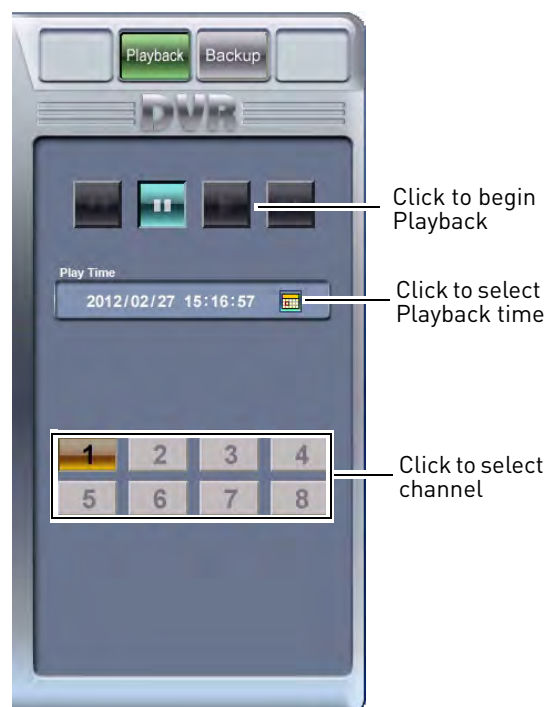 Playback Backup
DVR
Click to begin
Playback
Play Time
2012/02/27 15:16:57
Click to select
Playback time
1 2 3 4
5 6 7 8
Click to select
channel